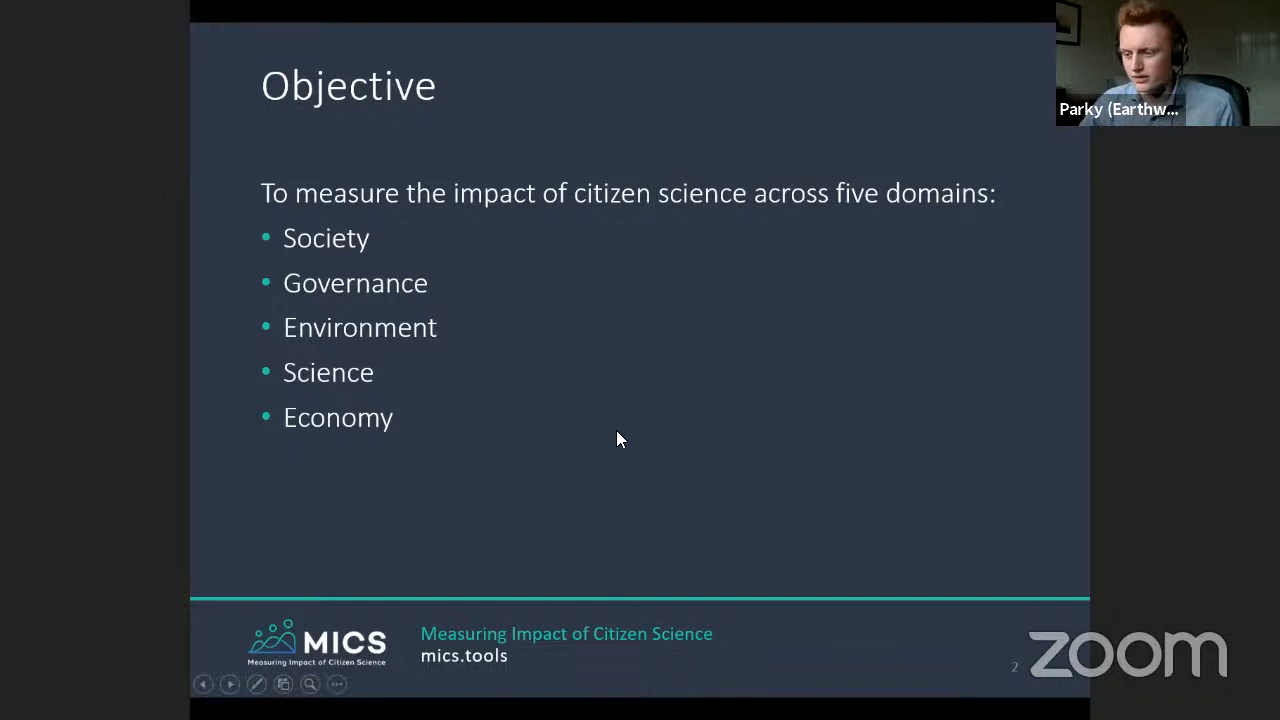 Objective
Parky (Earthw...
To measure the impact of citizen science across five domains:
• Society
• Governance
• Environment
• Science
• Economy
MICS
Measuring Impact of Citizen Science
Measuring Impact of Citizen Science
mics.tools
2
zoom